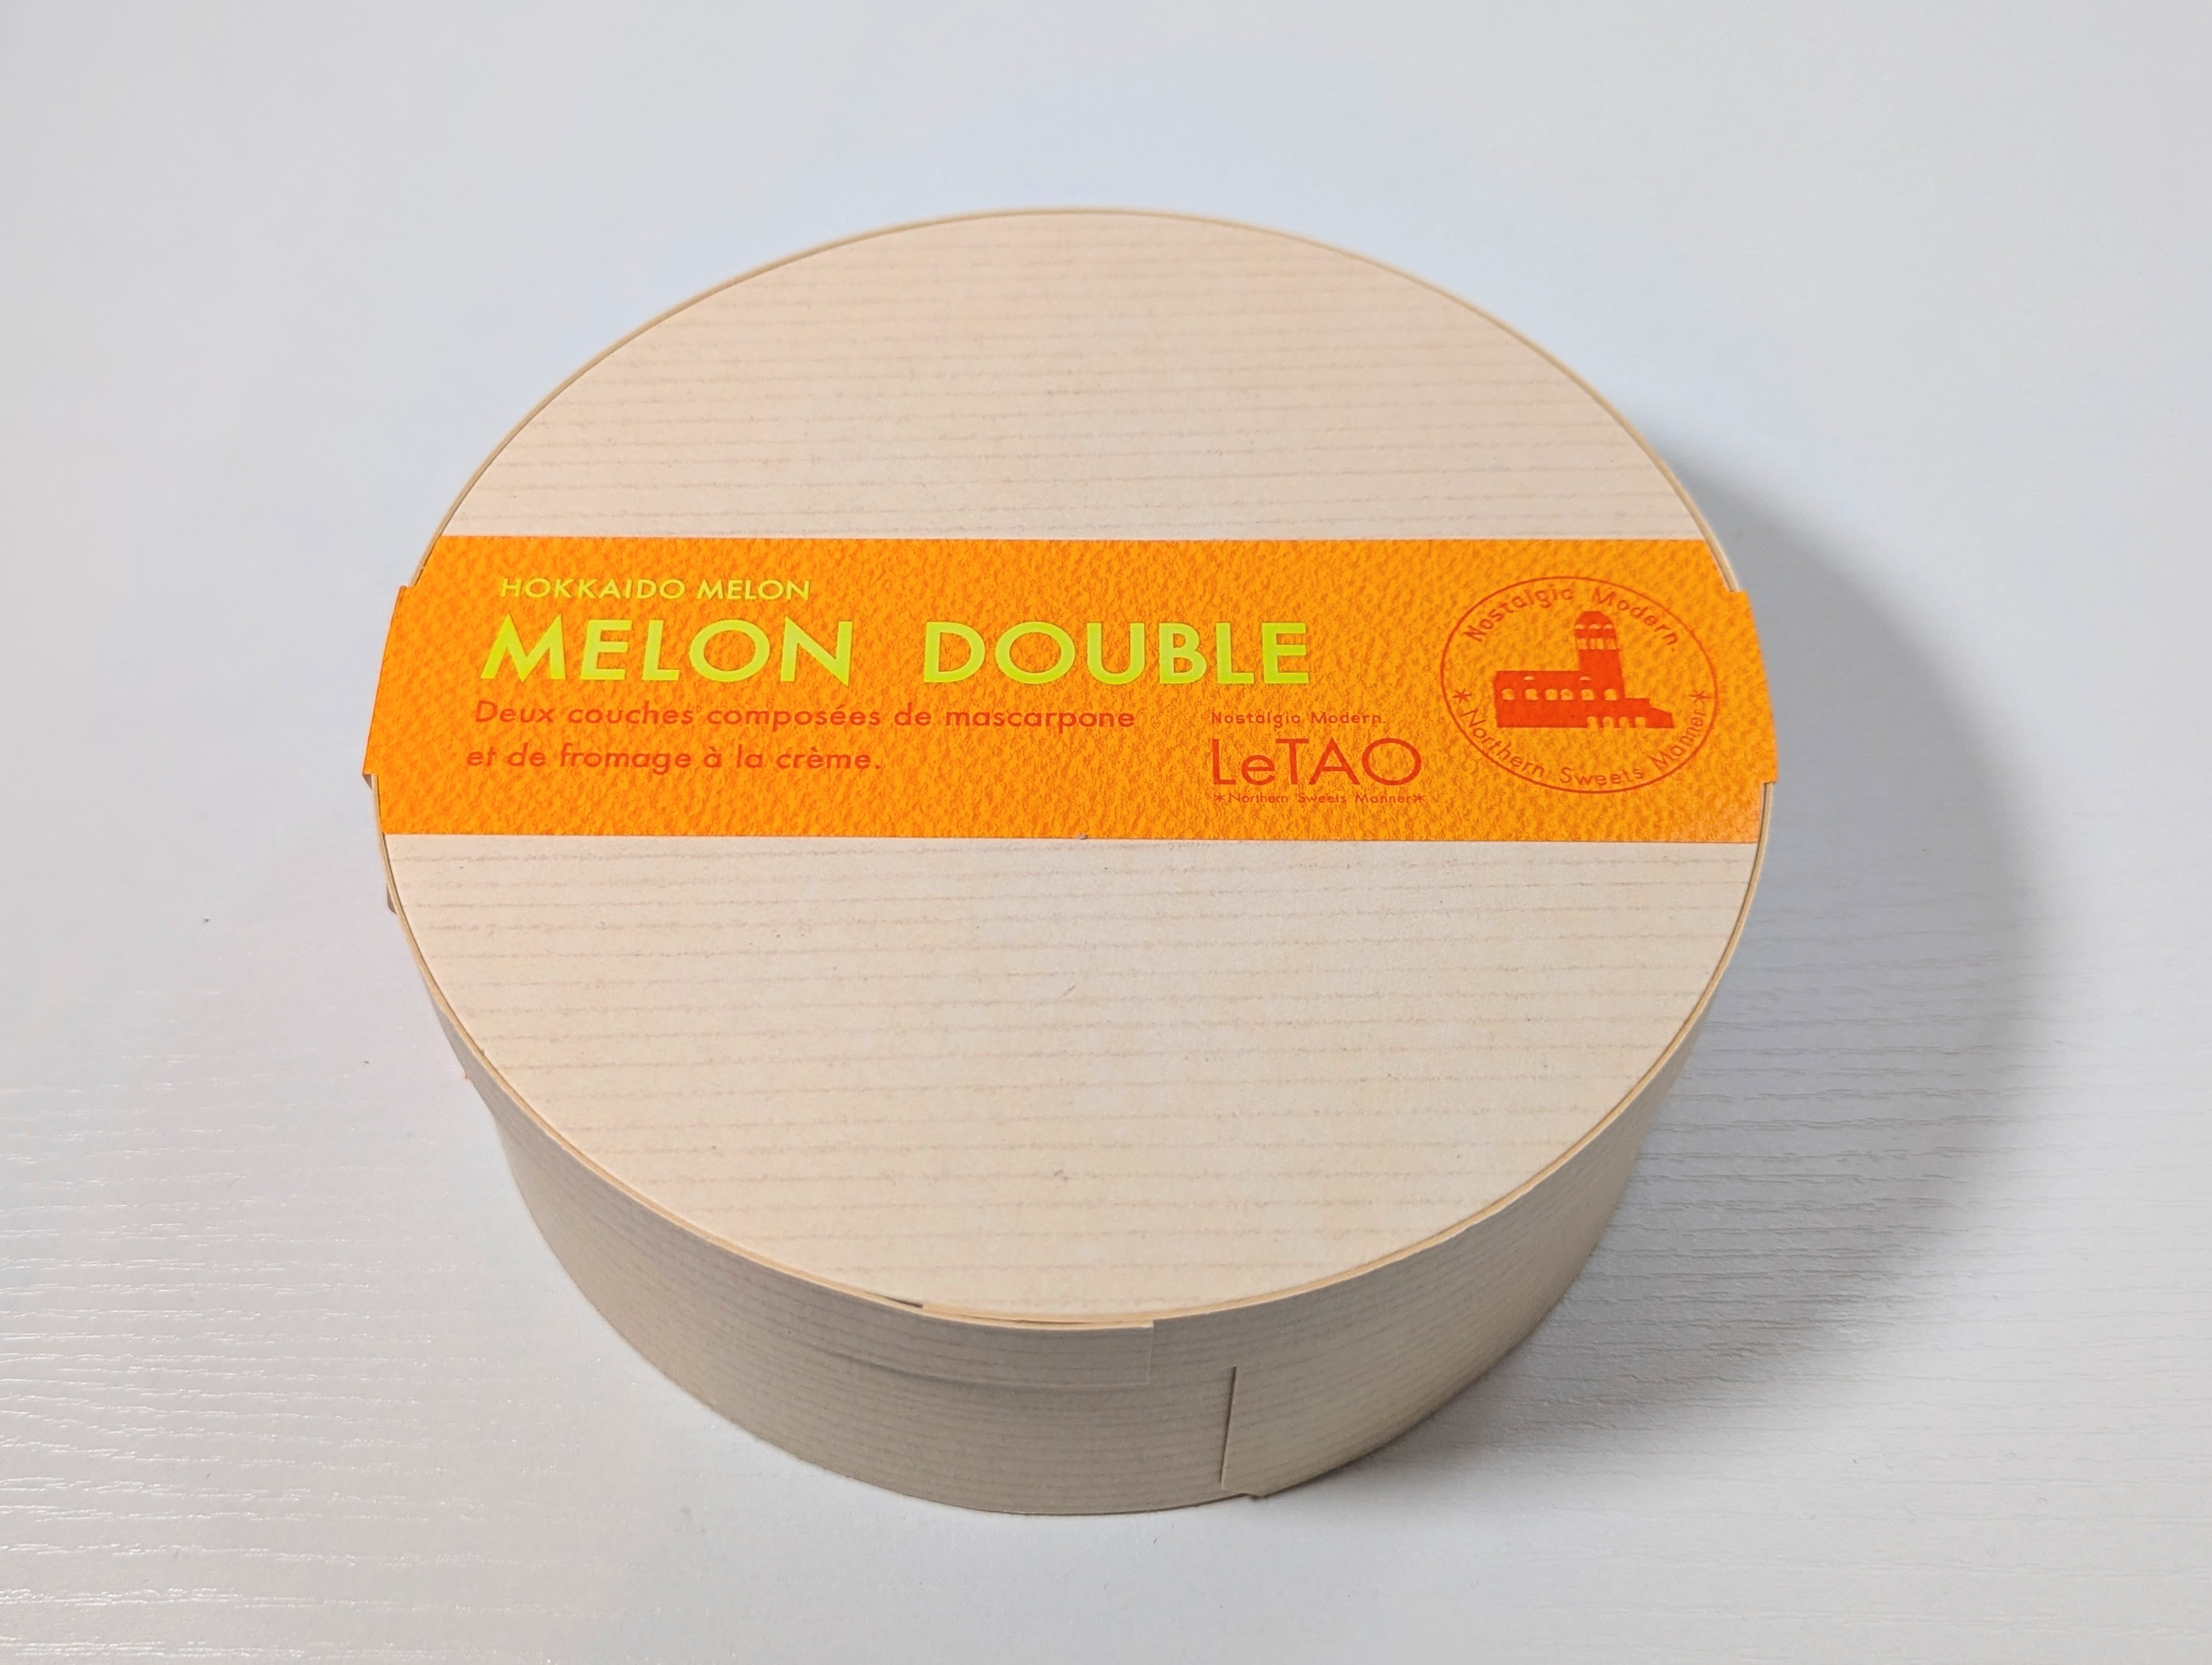 HOKKAIDO MELON
MELON DOUBLE
Deux couches composées de mascarpone
et de fromage à la crème.
Nostalgic Modern.
LeTAO
*Northern Sweets Manner*
Nostalgic Modern.
*Northern Sweets Manner*